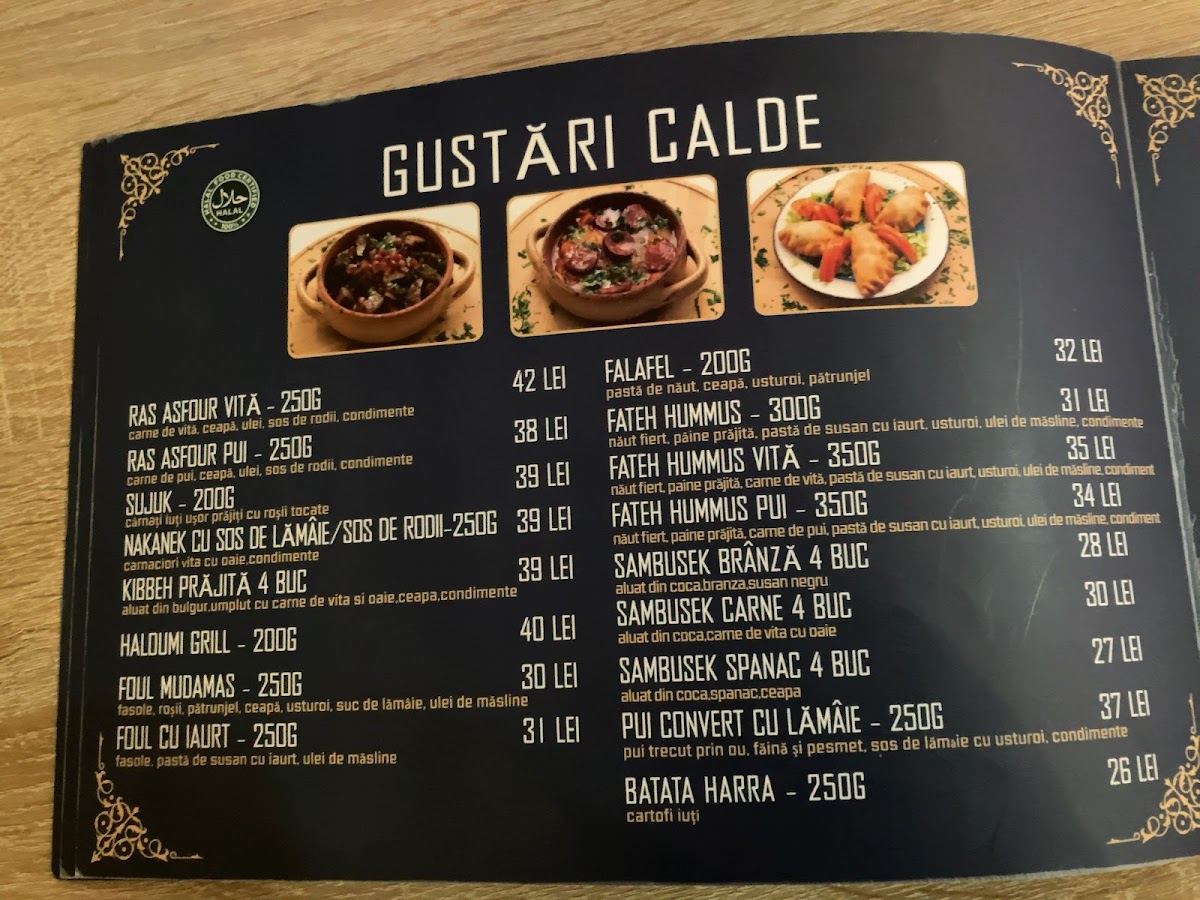 GUSTĂRI CALDE
HALAL FOOD CERTIFIED
حلال
HALAL
100%
RAS ASFOUR VITĂ - 250G 42 LEI
carne de vită, ceapă, ulei, sos de rodii, condimente
RAS ASFOUR PUI - 250G 38 LEI
carne de pui, ceapă, ulei, sos de rodii, condimente
SUJUK - 200G 39 LEI
cârnați iuți ușor prăjiți cu roșii tocate
NAKANEK CU SOS DE LĂMÂIE/SOS DE RODII-250G 39 LEI
carnaciori vita cu oaie,condimente
KIBBEH PRĂJITĂ 4 BUC 39 LEI
aluat din bulgur,umplut cu carne de vita si oaie,ceapa,condimente
HALOUMI GRILL - 200G 40 LEI
FOUL MUDAMAS - 250G 30 LEI
fasole, roșii, pătrunjel, ceapă, usturoi, suc de lămâie, ulei de măsline
FOUL CU IAURT - 250G 31 LEI
fasole, pastă de susan cu iaurt, ulei de măsline
FALAFEL - 200G 32 LEI
pastă de năut, ceapă, usturoi, pătrunjel
FATEH HUMMUS - 300G 31 LEI
năut fiert, pâine prăjită, pastă de susan cu iaurt, usturoi, ulei de măsline, condimente
FATEH HUMMUS VITĂ - 350G 35 LEI
năut fiert, paine prăjită, carne de vită, pastă de susan cu iaurt, usturoi, ulei de măsline, condiment
FATEH HUMMUS PUI - 350G 34 LEI
năut fiert, paine prăjită, carne de pui, pastă de susan cu iaurt, usturoi, ulei de măsline, condiment
SAMBUSEK BRÂNZĂ 4 BUC 28 LEI
aluat din coca,branza,susan negru
SAMBUSEK CARNE 4 BUC 30 LEI
aluat din coca,carne de vita cu oaie
SAMBUSEK SPANAC 4 BUC 27 LEI
aluat din coca,spanac,ceapa
PUI CONVERT CU LĂMÂIE - 250G 37 LEI
pui trecut prin ou, făină și pesmet, sos de lămaie cu usturoi, condimente
BATATA HARRA - 250G 26 LEI
cartofi iuți